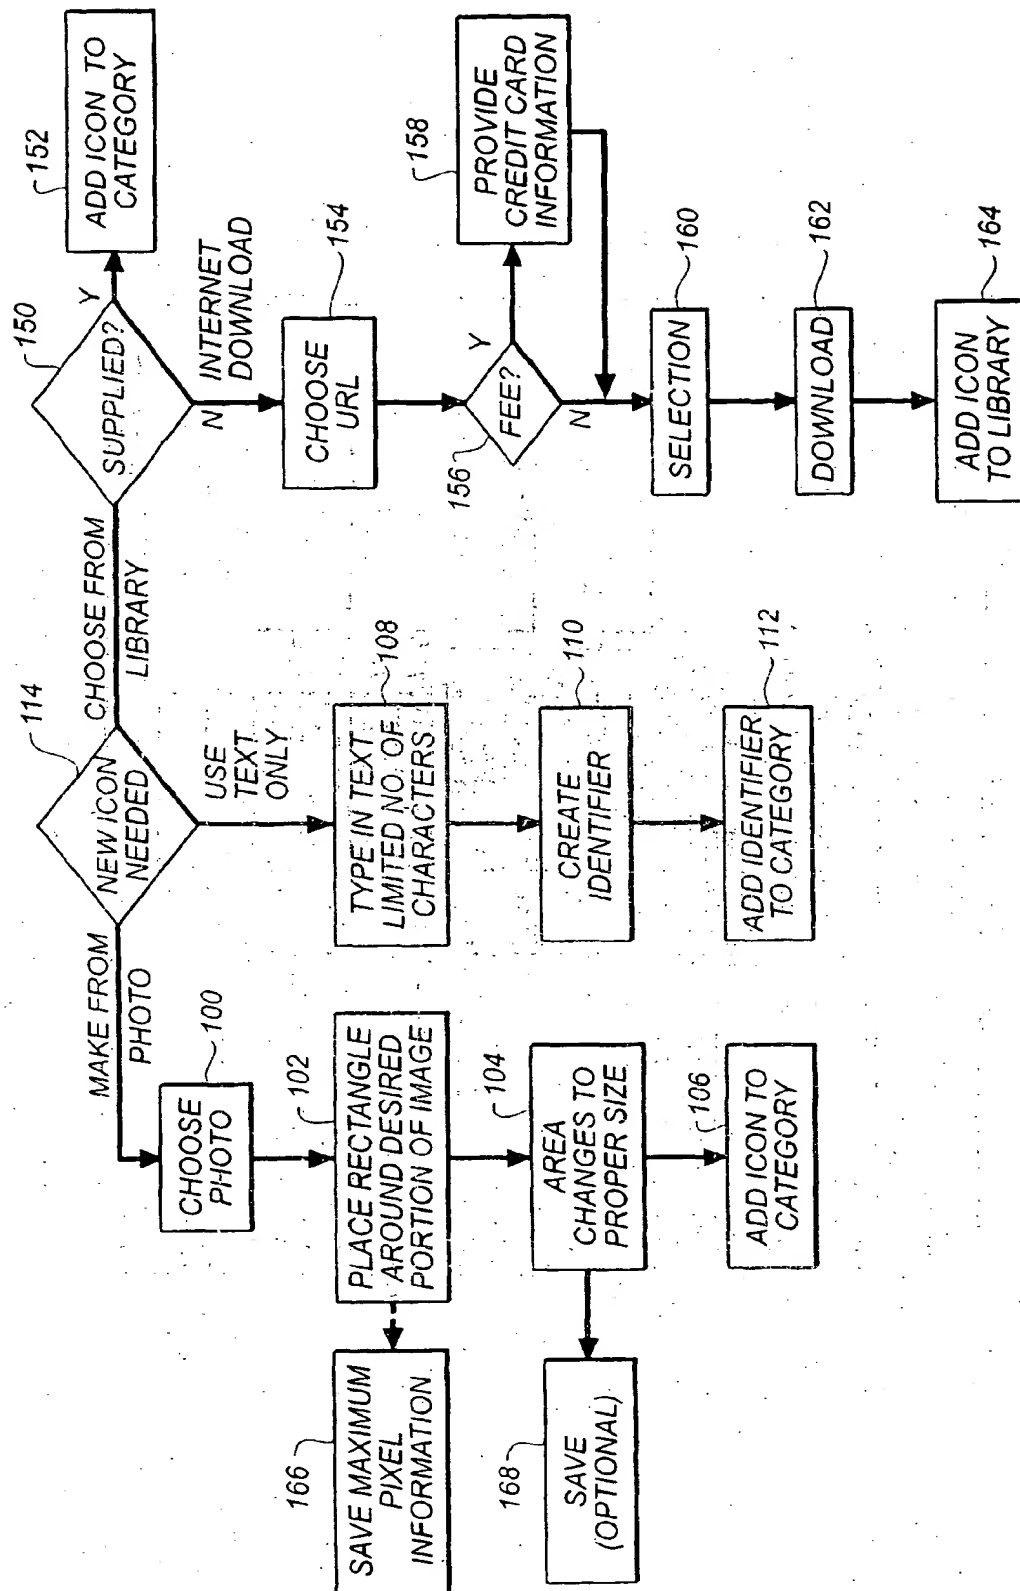 114
NEW ICON
NEEDED
MAKE FROM
PHOTO
USE
TEXT
ONLY
CHOOSE FROM
LIBRARY
100
CHOOSE
PHOTO
102
PLACE RECTANGLE
AROUND DESIRED
PORTION OF IMAGE
166
SAVE MAXIMUM
PIXEL
INFORMATION
104
AREA
CHANGES TO
PROPER SIZE
168
SAVE
(OPTIONAL)
106
ADD ICON TO
CATEGORY
108
TYPE IN TEXT
LIMITED NO. OF
CHARACTERS
110
CREATE
IDENTIFIER
112
ADD IDENTIFIER
TO CATEGORY
150
SUPPLIED?
Y
152
ADD ICON TO
CATEGORY
N
INTERNET
DOWNLOAD
154
CHOOSE
URL
156
FEE?
Y
158
PROVIDE
CREDIT CARD
INFORMATION
N
160
SELECTION
162
DOWNLOAD
164
ADD ICON
TO LIBRARY